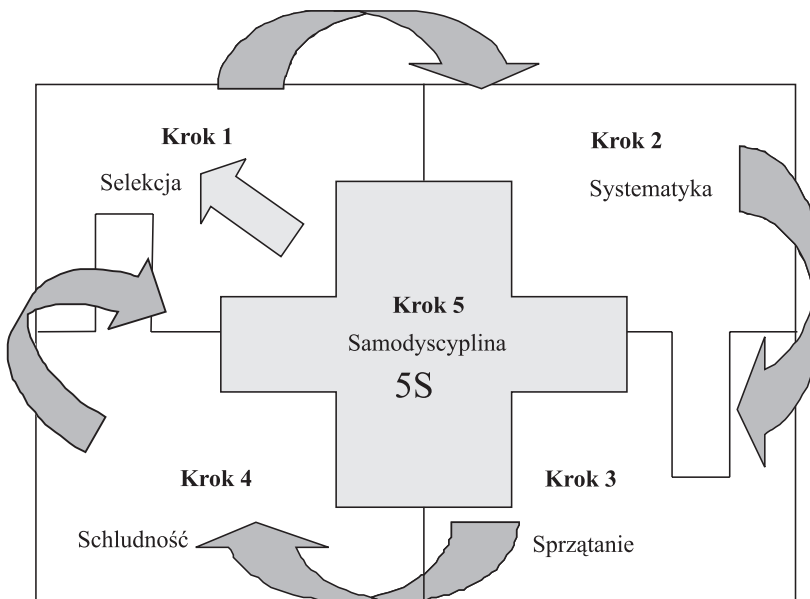 Krok 1
Selekcja
Krok 2
Systematyka
Krok 5
Samodyscyplina
5S
Krok 4
Schludność
Krok 3
Sprzątanie